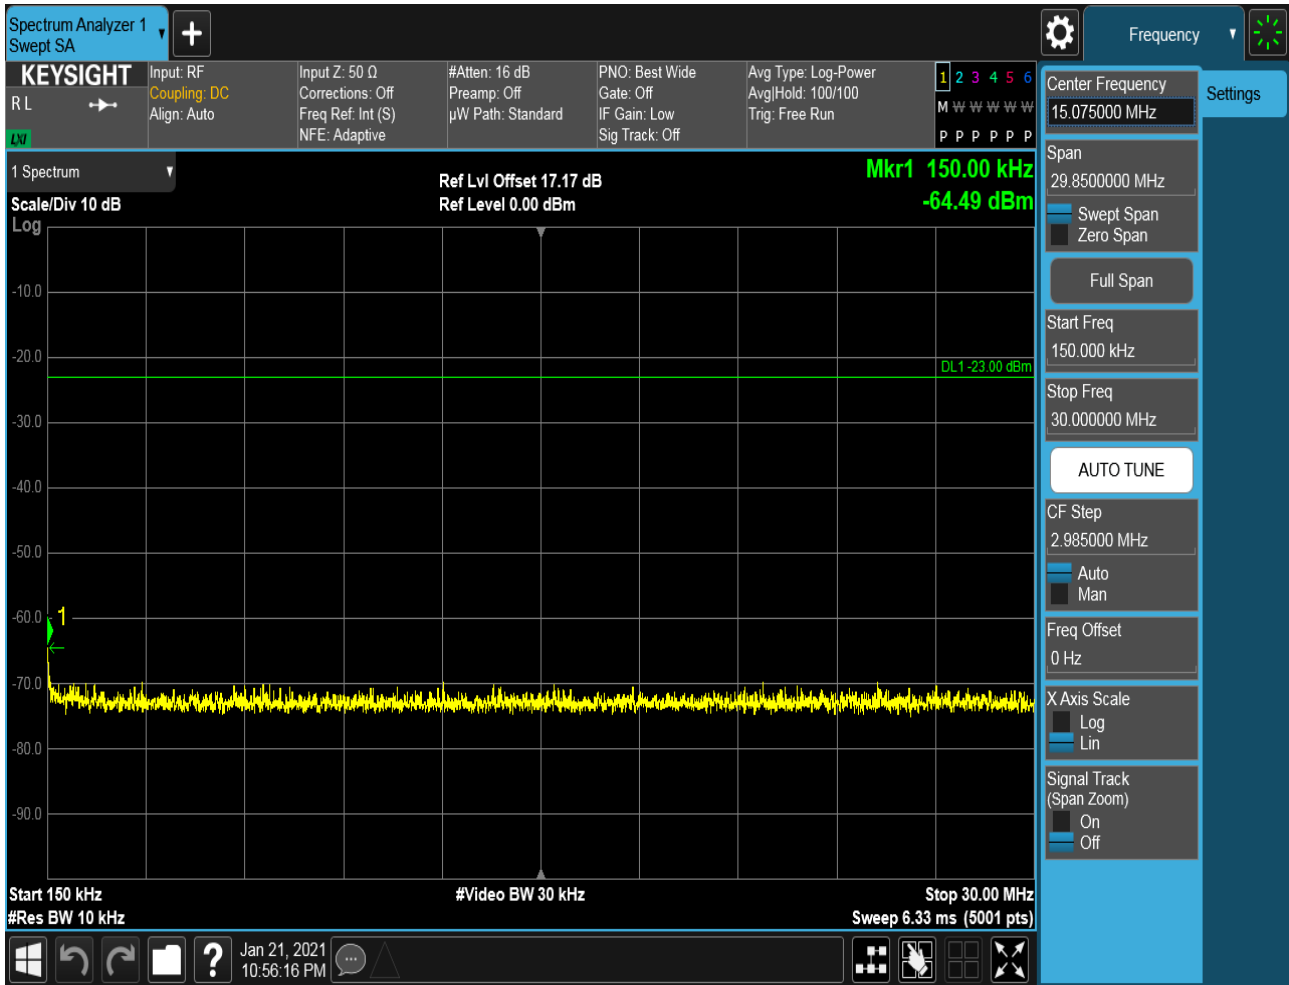 Spectrum Analyzer 1
Swept SA
Frequency
KEYSIGHT
R L
LXI
Input: RF
Coupling: DC
Align: Auto
Input Z: 50 Ω
Corrections: Off
Freq Ref: Int (S)
NFE: Adaptive
#Atten: 16 dB
Preamp: Off
µW Path: Standard
PNO: Best Wide
Gate: Off
IF Gain: Low
Sig Track: Off
Avg Type: Log-Power
Avg|Hold: 100/100
Trig: Free Run
1 2 3 4 5 6
M W W W W W
P P P P P P
1 Spectrum
Scale/Div 10 dB
Log
Ref Lvl Offset 17.17 dB
Ref Level 0.00 dBm
Mkr1 150.00 kHz
-64.49 dBm
-10.0
-20.0
DL1 -23.00 dBm
-30.0
-40.0
-50.0
-60.0
1
-70.0
-80.0
-90.0
Start 150 kHz
#Video BW 30 kHz
Stop 30.00 MHz
#Res BW 10 kHz
Sweep 6.33 ms (5001 pts)
?
Jan 21, 2021
10:56:16 PM
Center Frequency
15.075000 MHz
Settings
Span
29.8500000 MHz
Swept Span
Zero Span
Full Span
Start Freq
150.000 kHz
Stop Freq
30.000000 MHz
AUTO TUNE
CF Step
2.985000 MHz
Auto
Man
Freq Offset
0 Hz
X Axis Scale
Log
Lin
Signal Track
(Span Zoom)
On
Off